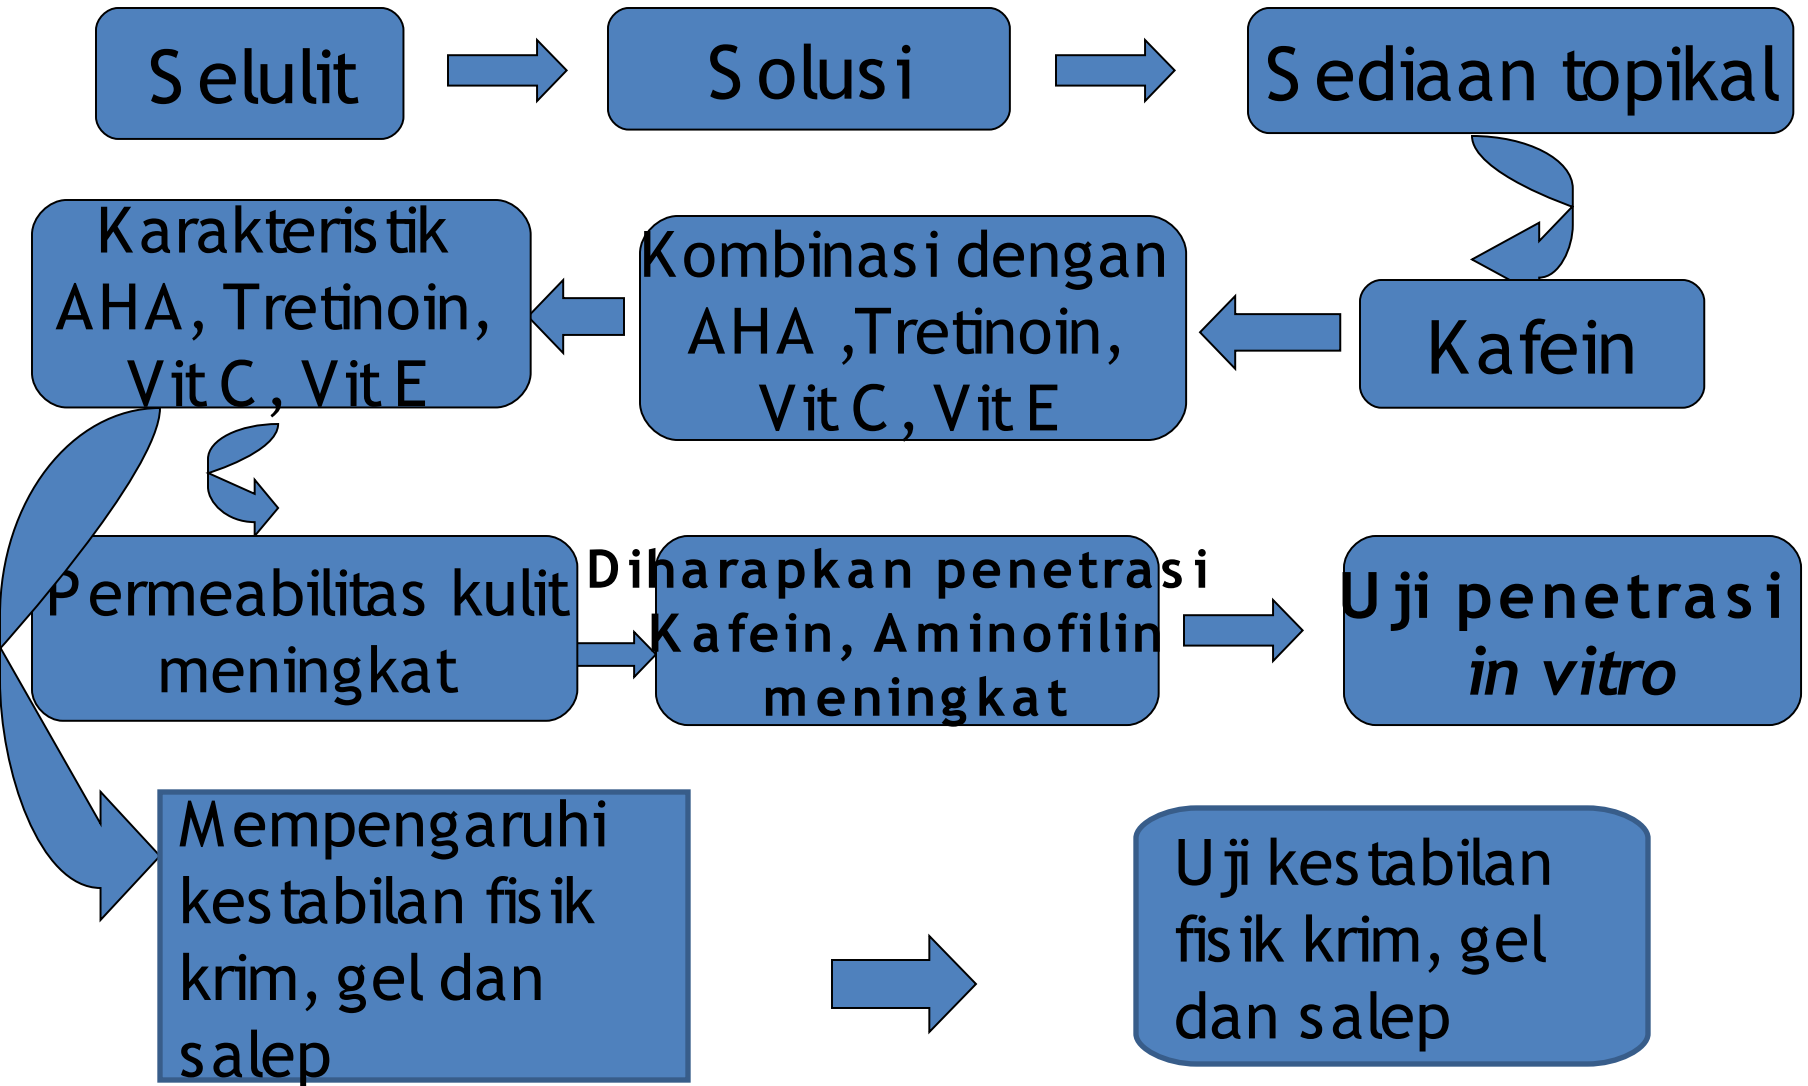 Selulit
Solusi
Sediaan topikal
Karakteristik
AHA, Tretinoin,
Vit C, Vit E
Kombinasi dengan
AHA ,Tretinoin,
Vit C, Vit E
Kafein
Permeabilitas kulit
meningkat
Diharapkan penetrasi
Kafein, Aminofilin
meningkat
Uji penetrasi
in vitro
Mempengaruhi
kestabilan fisik
krim, gel dan
salep
Uji kestabilan
fisik krim, gel
dan salep